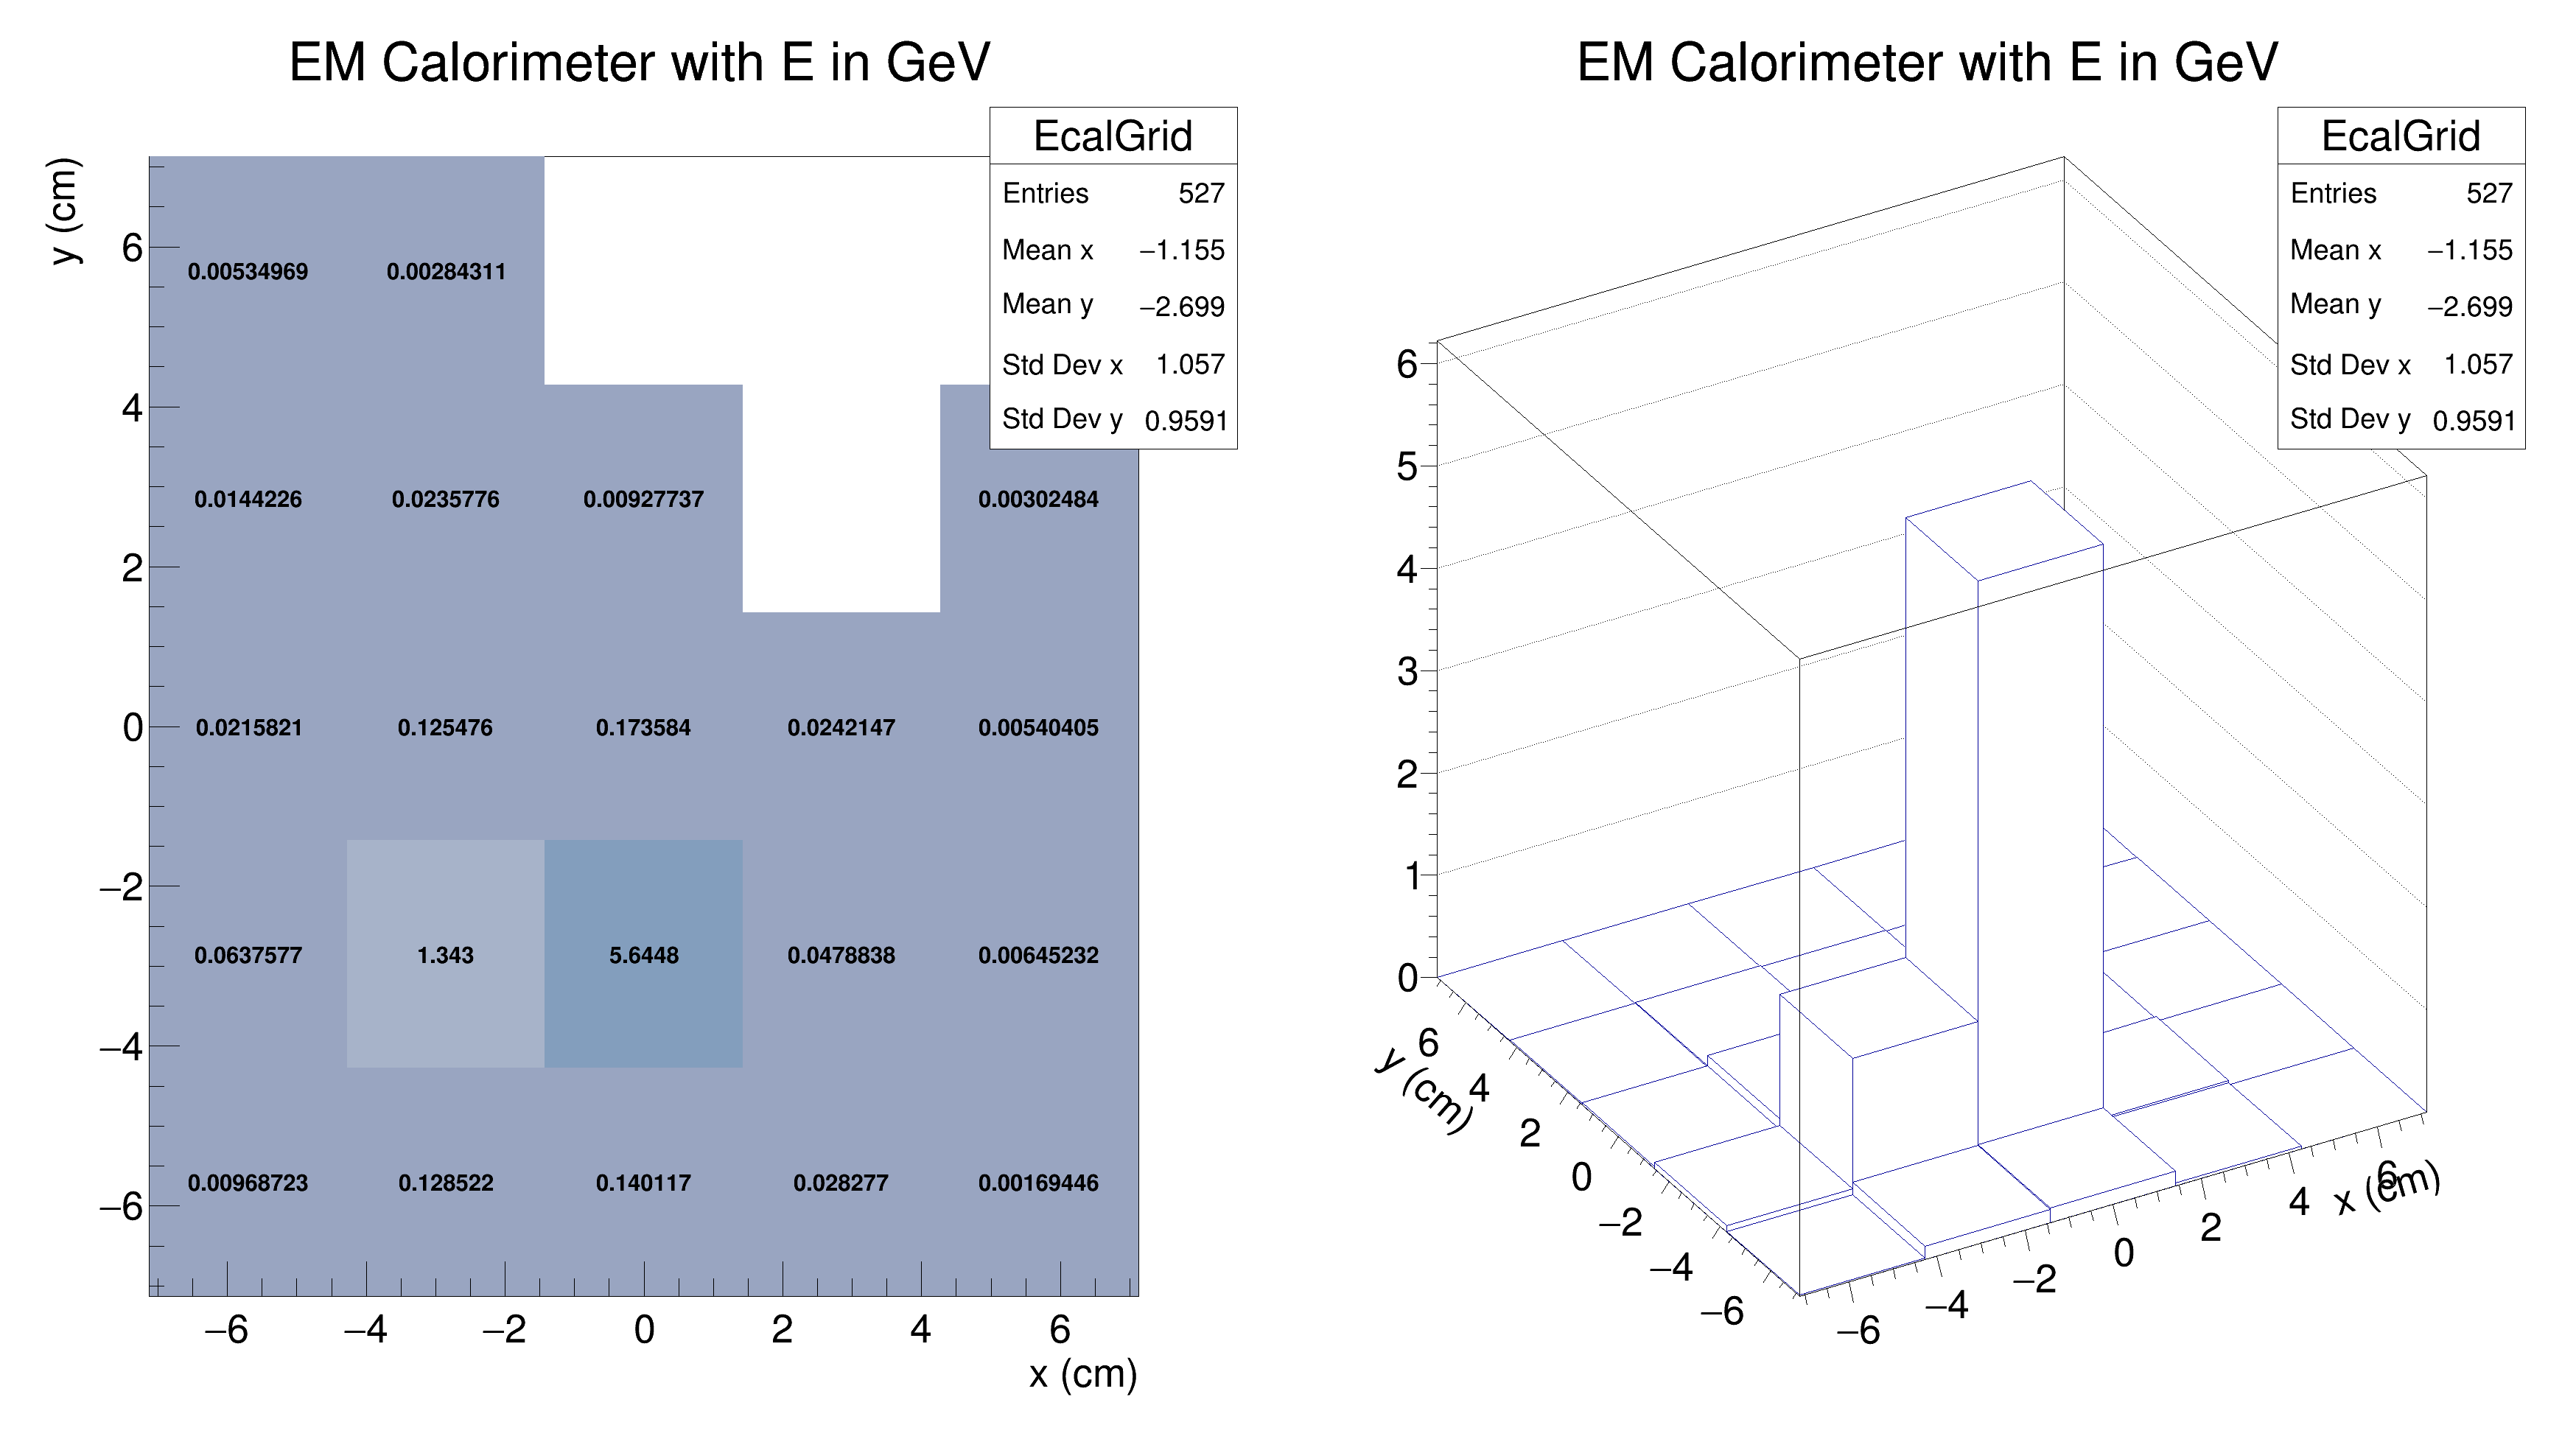 EM Calorimeter with E in GeV
EcalGrid
Entries 527
Mean x −1.155
Mean y −2.699
Std Dev x 1.057
Std Dev y 0.9591
y (cm)
6
4
2
0
−2
−4
−6
0.00534969 0.00284311
0.0144226 0.0235776 0.00927737 0.00302484
0.0215821 0.125476 0.173584 0.0242147 0.00540405
0.0637577 1.343 5.6448 0.0478838 0.00645232
0.00968723 0.128522 0.140117 0.028277 0.00169446
−6 −4 −2 0 2 4 6
x (cm)
EM Calorimeter with E in GeV
EcalGrid
Entries 527
Mean x −1.155
Mean y −2.699
Std Dev x 1.057
Std Dev y 0.9591
6
5
4
3
2
1
0
y (cm)
6
4
2
0
−2
−4
−6
−6
−4
−2
0
2
4
6
x (cm)